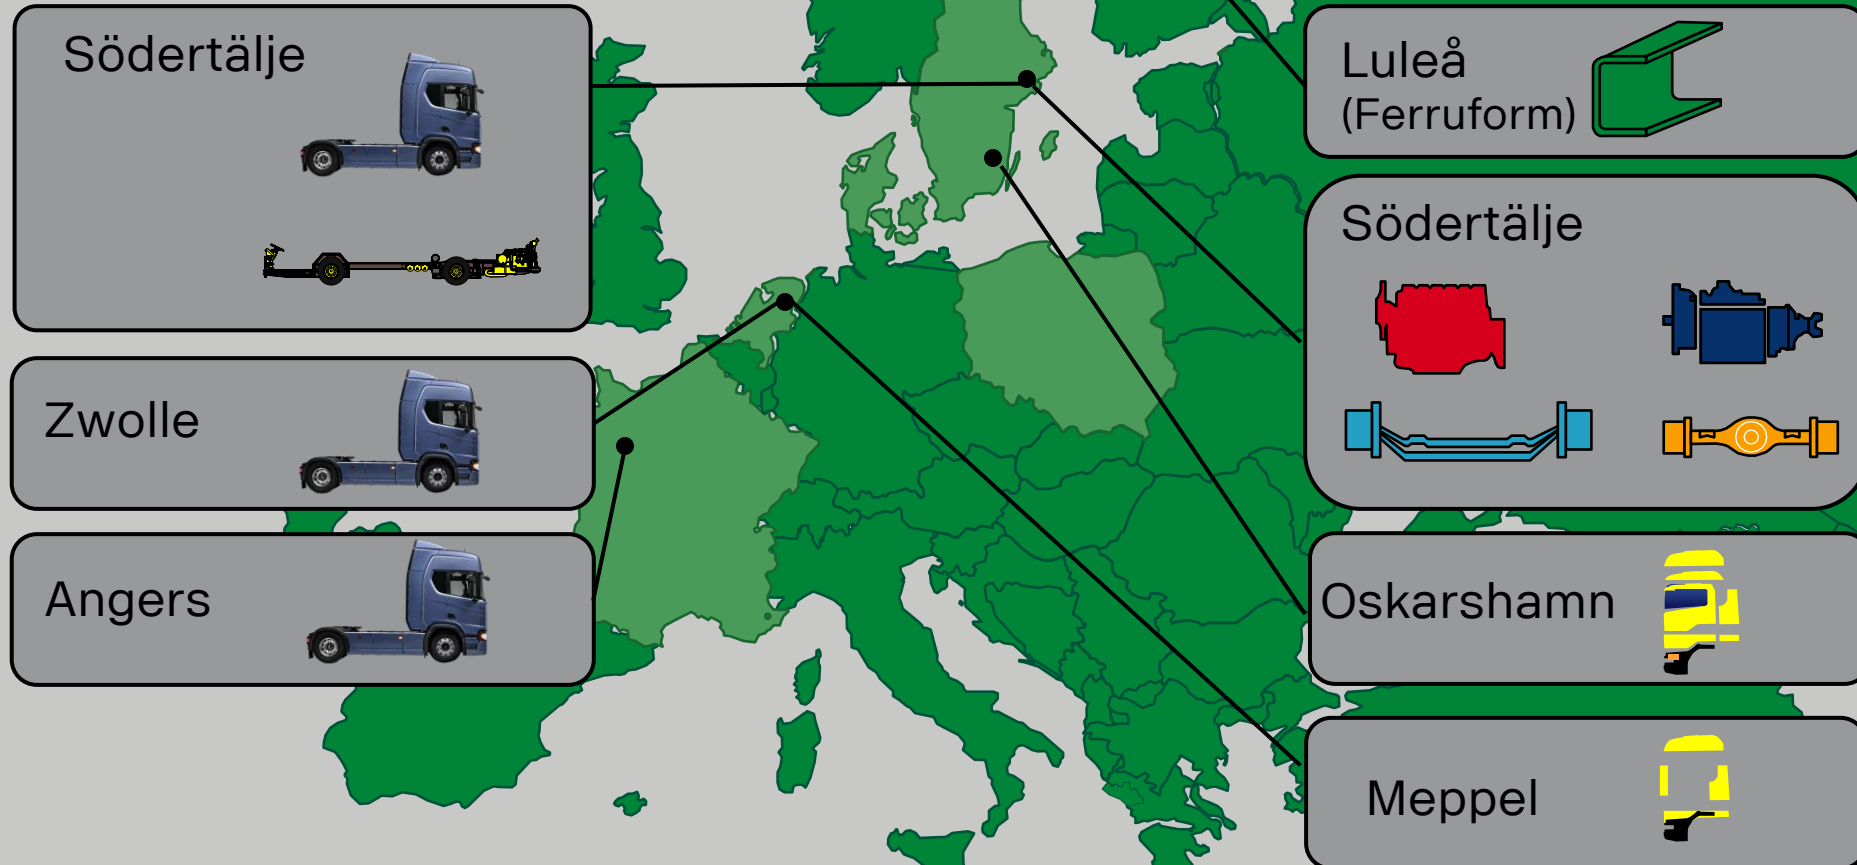 Södertälje
Zwolle
Angers
Luleå
(Ferruform)
Södertälje
Oskarshamn
Meppel